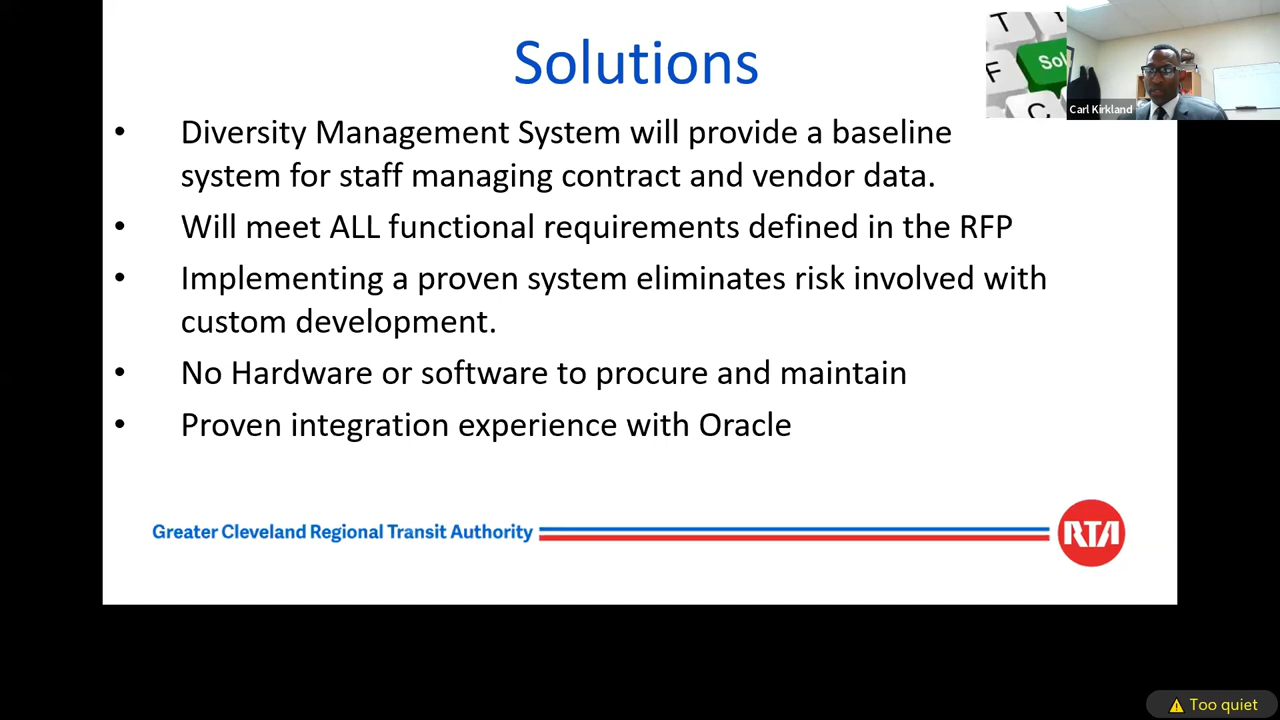 Solutions
T
F
Sol
C
Carl Kirkland
• Diversity Management System will provide a baseline
system for staff managing contract and vendor data.
• Will meet ALL functional requirements defined in the RFP
• Implementing a proven system eliminates risk involved with
custom development.
• No Hardware or software to procure and maintain
• Proven integration experience with Oracle
Greater Cleveland Regional Transit Authority
RTA
Too quiet